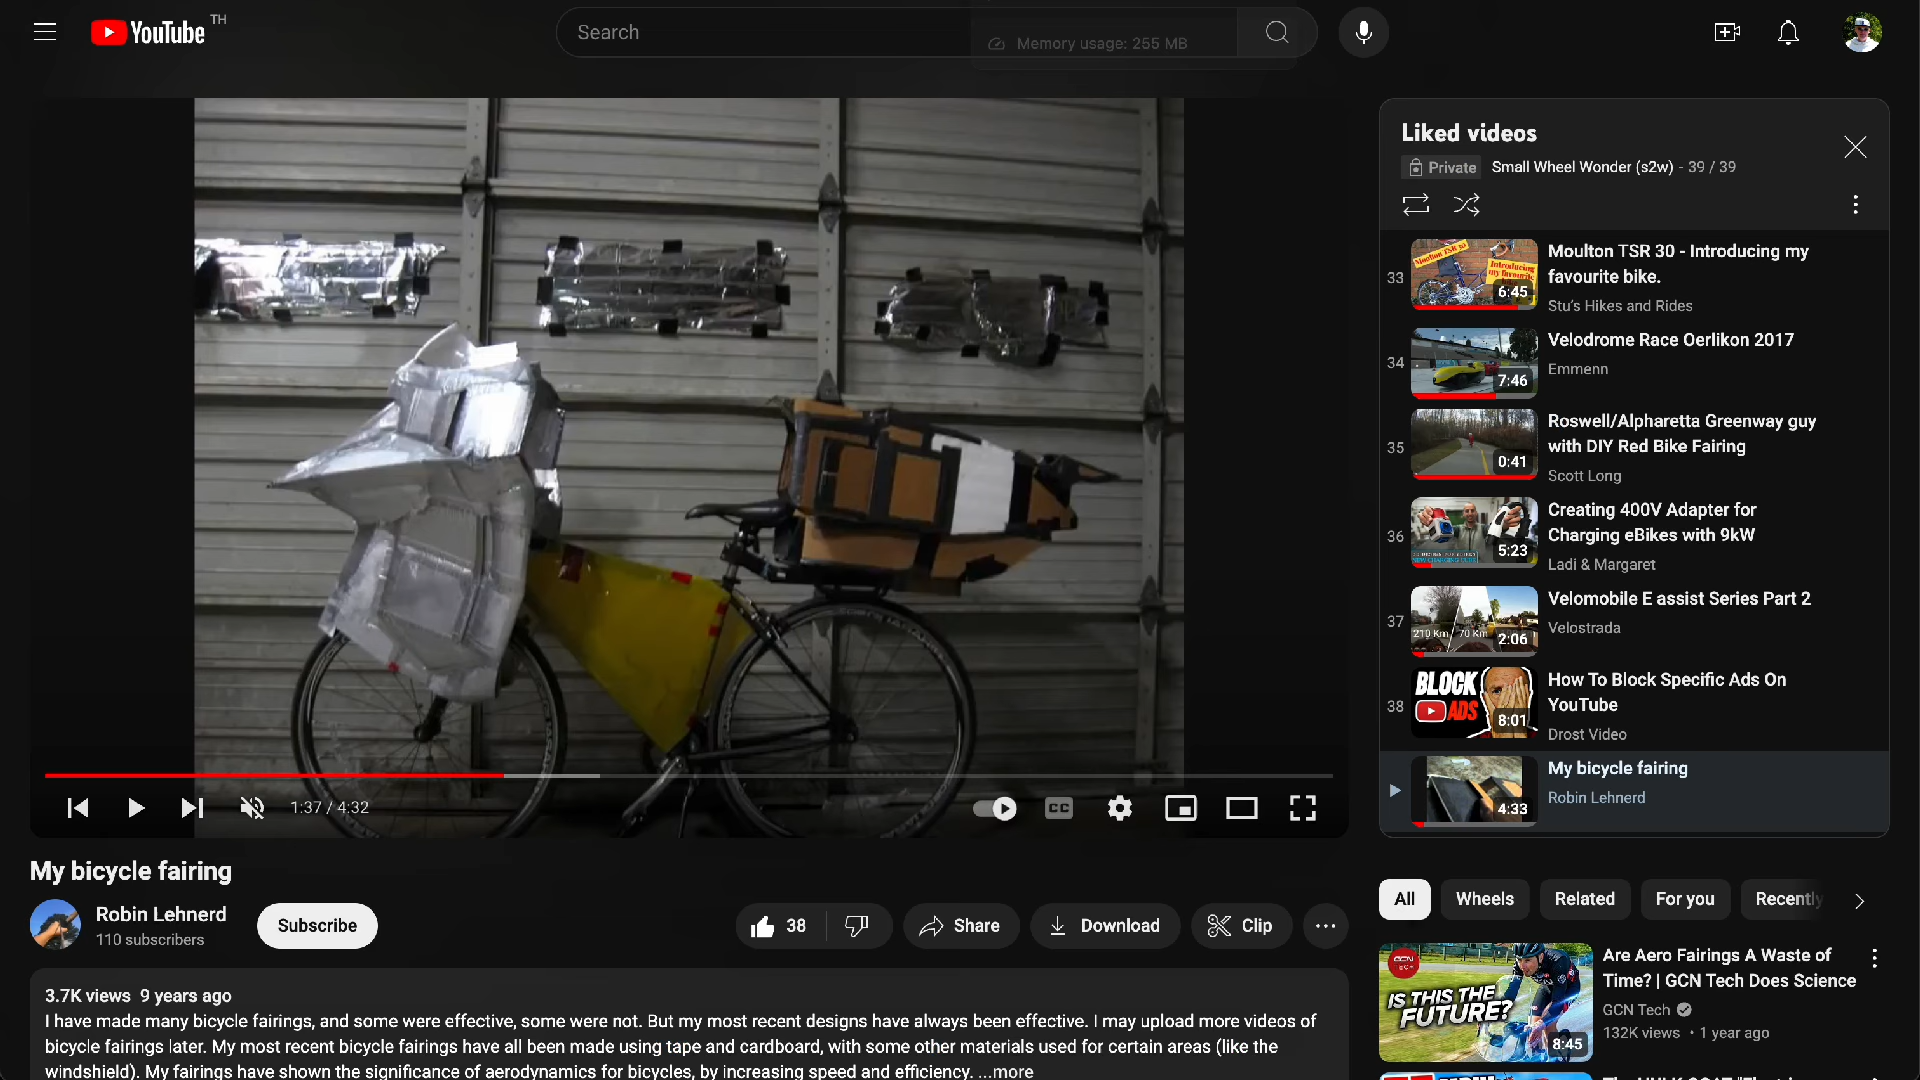 YouTube TH
Search
Memory usage: 255 MB
Liked videos
Private Small Wheel Wonder (s2w) - 39 / 39
33
6:45
Moulton TSR 30 - Introducing my
favourite bike.
Stu's Hikes and Rides
34
7:46
Velodrome Race Oerlikon 2017
Emmenn
35
0:41
Roswell/Alpharetta Greenway guy
with DIY Red Bike Fairing
Scott Long
36
5:23
Creating 400V Adapter for
Charging eBikes with 9kW
Ladi & Margaret
37
210 Km / 70 Km 2:06
Velomobile E assist Series Part 2
Velostrada
38
BLOCK
ADS
8:01
How To Block Specific Ads On
YouTube
Drost Video
4:33
My bicycle fairing
Robin Lehnerd
1:37 / 4:32
CC
My bicycle fairing
Robin Lehnerd
110 subscribers
Subscribe
38
Share
Download
Clip
3.7K views 9 years ago
I have made many bicycle fairings, and some were effective, some were not. But my most recent designs have always been effective. I may upload more videos of
bicycle fairings later. My most recent bicycle fairings have all been made using tape and cardboard, with some other materials used for certain areas (like the
windshield). My fairings have shown the significance of aerodynamics for bicycles, by increasing speed and efficiency. ...more
All Wheels Related For you Recently
GCN
TECH
IS THIS THE
FUTURE?
8:45
Are Aero Fairings A Waste of
Time? | GCN Tech Does Science
GCN Tech
132K views • 1 year ago